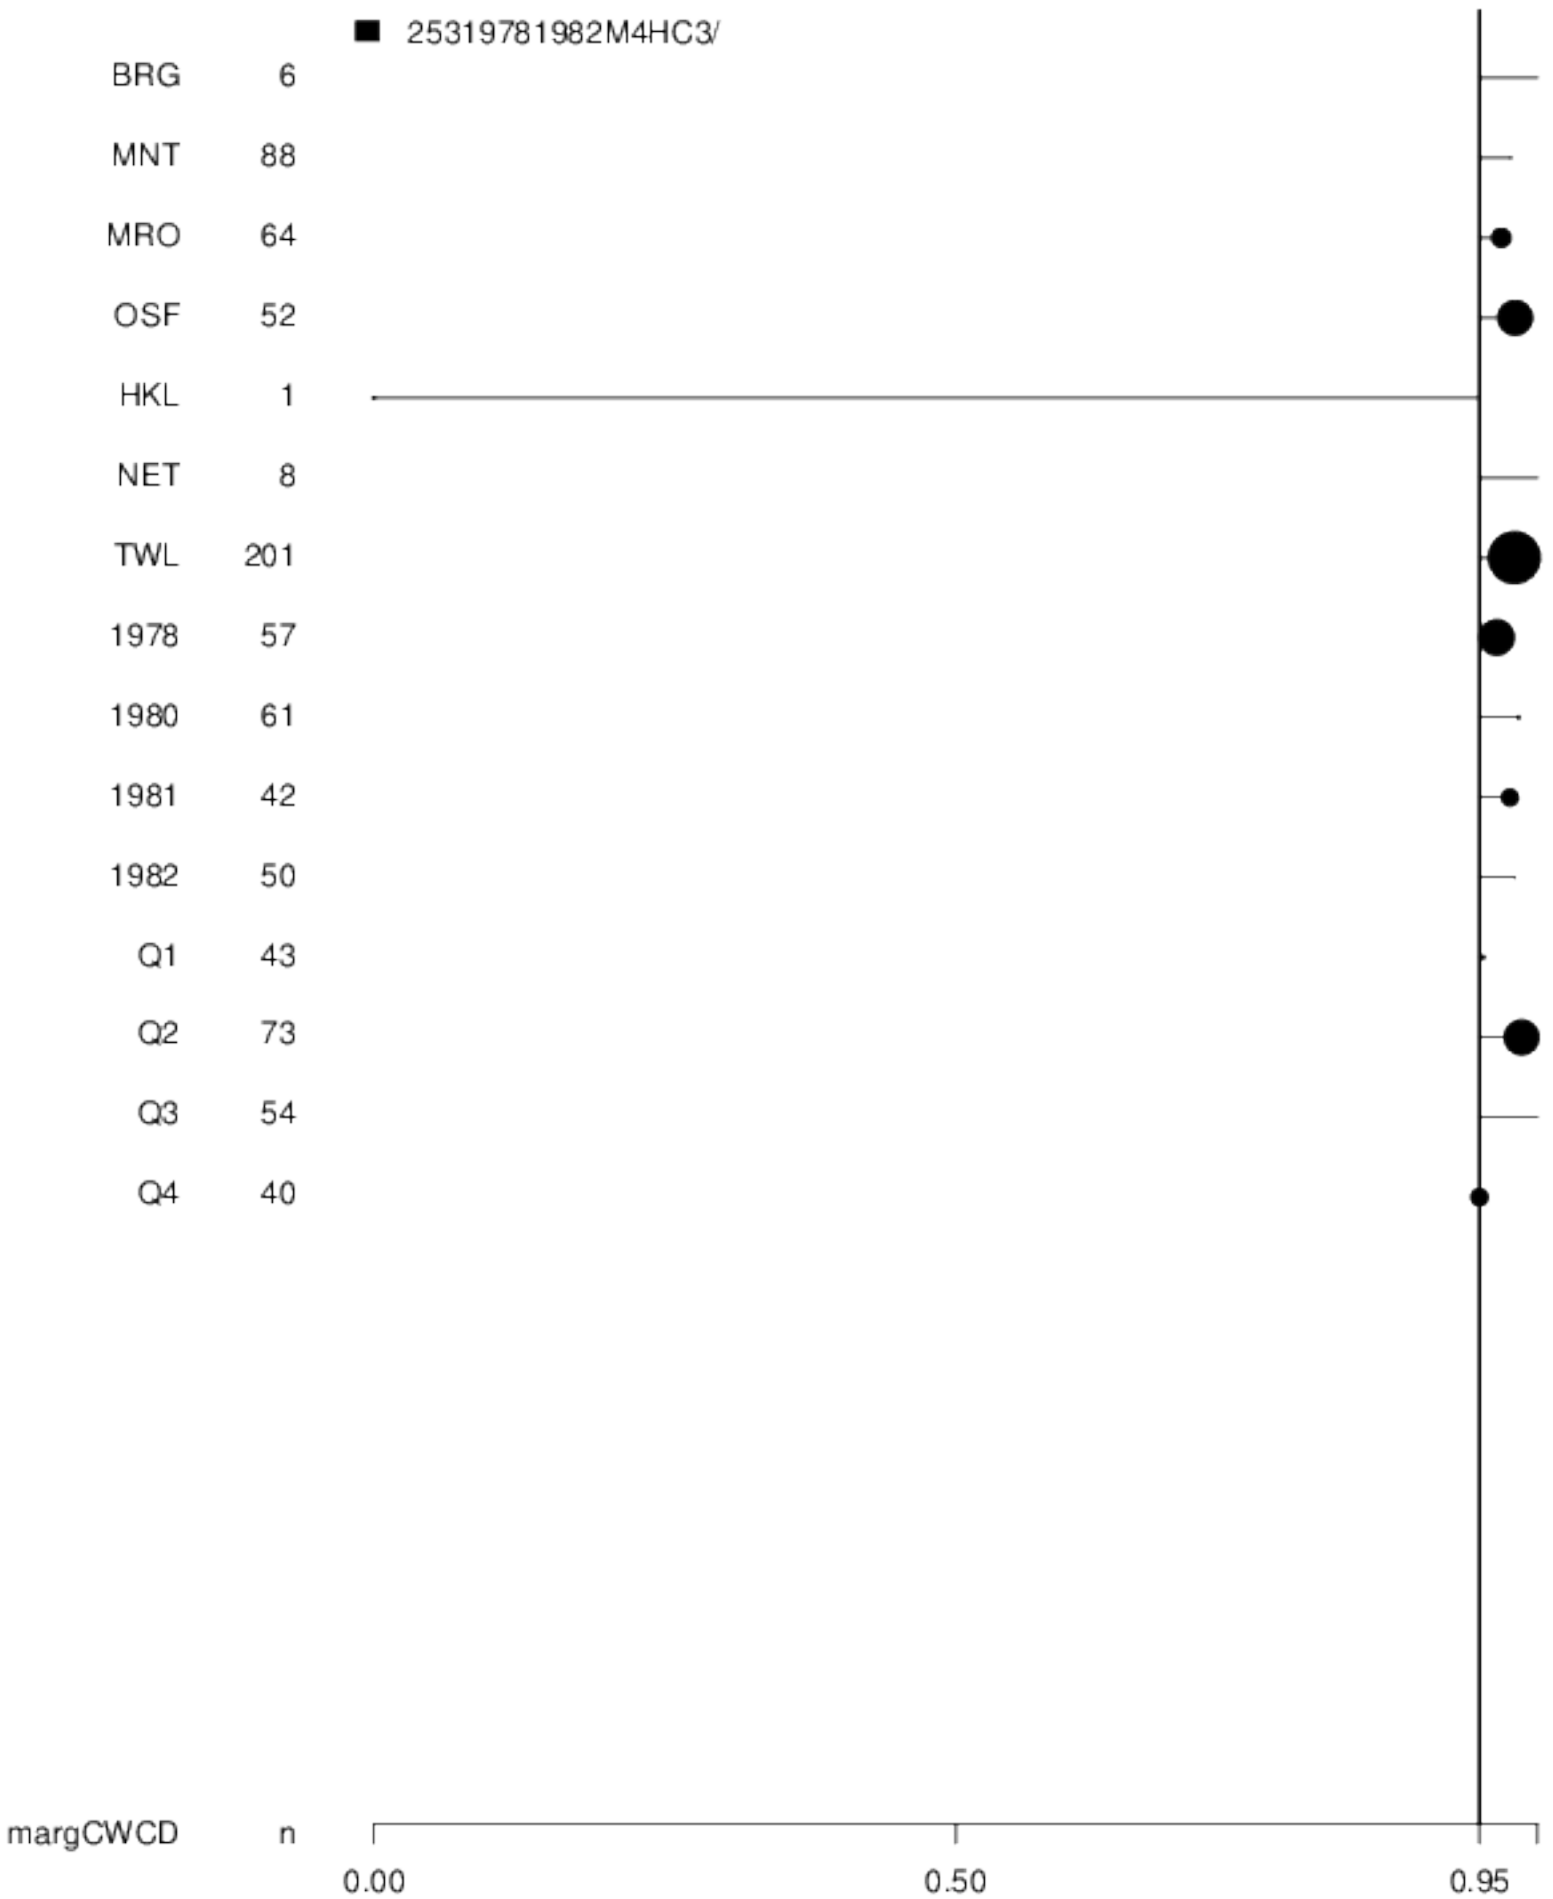 25319781982M4HC3/
BRG 6
MNT 88
MRO 64
OSF 52
HKL 1
NET 8
TWL 201
1978 57
1980 61
1981 42
1982 50
Q1 43
Q2 73
Q3 54
Q4 40
margCWCD n
0.00 0.50 0.95